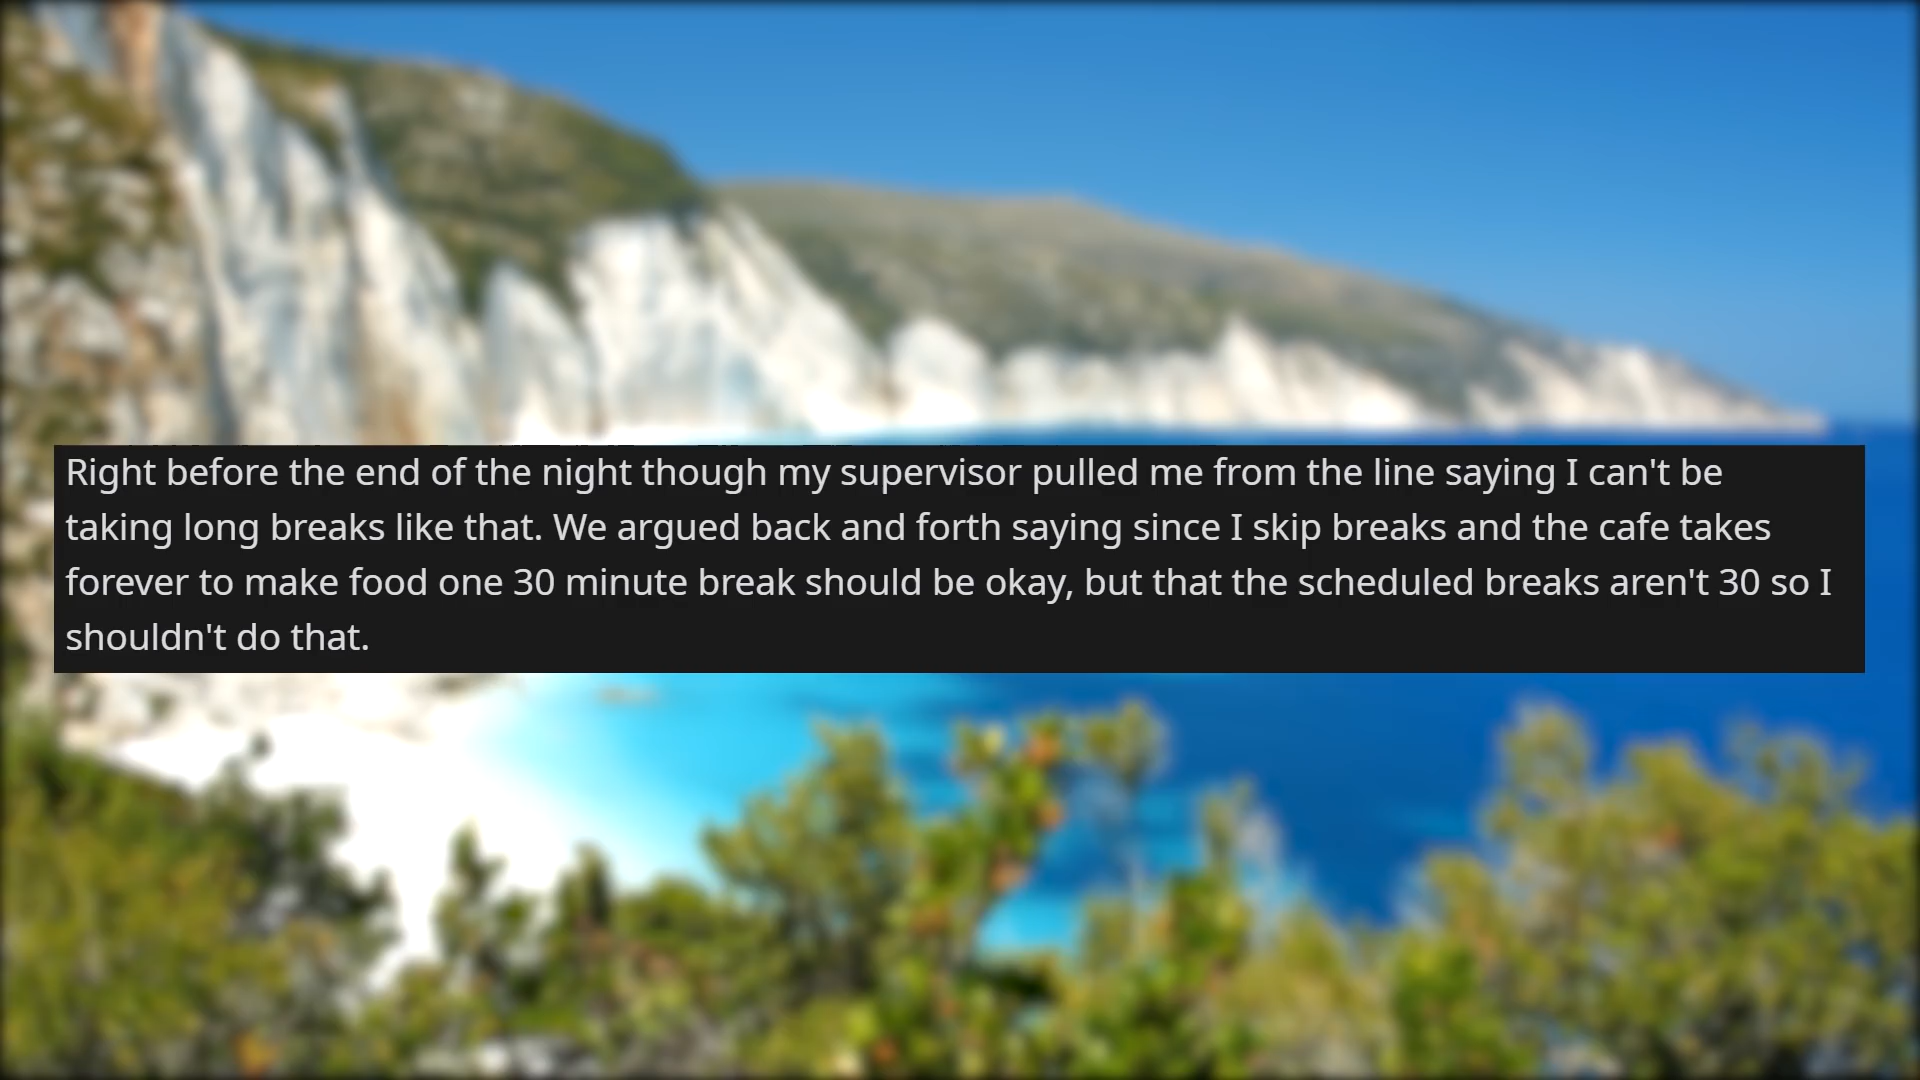 Right before the end of the night though my supervisor pulled me from the line saying I can't be
taking long breaks like that. We argued back and forth saying since I skip breaks and the cafe takes
forever to make food one 30 minute break should be okay, but that the scheduled breaks aren't 30 so I
shouldn't do that.